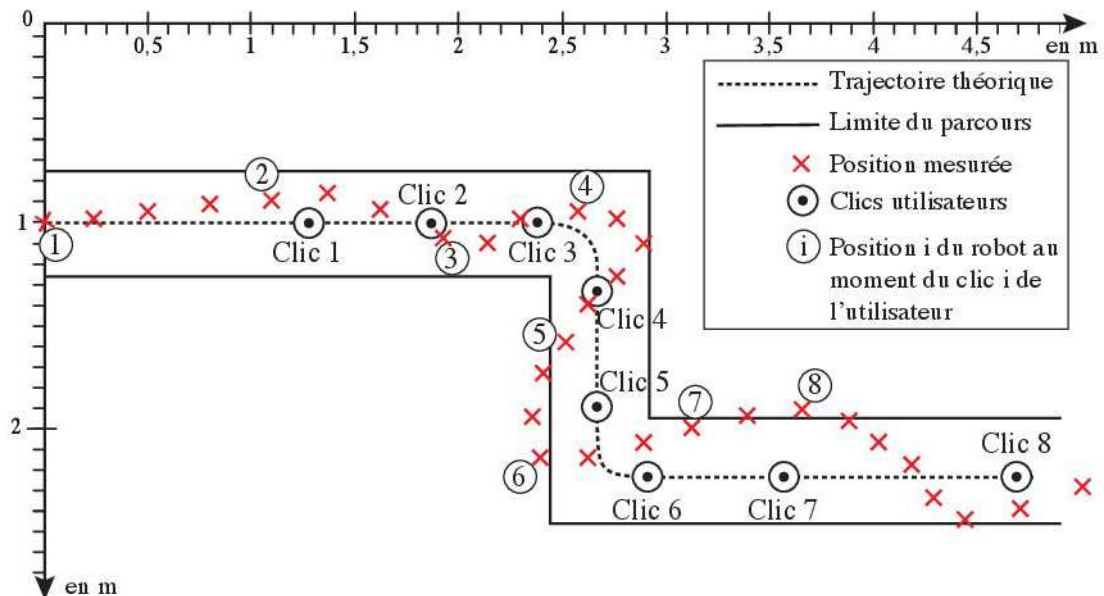 0
0,5
1
1,5
2
2,5
3
3,5
4
4,5
en m
Trajectoire théorique
Limite du parcours
Position mesurée
Clics utilisateurs
i Position i du robot au
moment du clic i de
l'utilisateur
2
4
Clic 2
1
1
Clic 1
3
Clic 3
5
Clic 4
Clic 5
7
8
2
Clic 8
6
Clic 6
Clic 7
en m